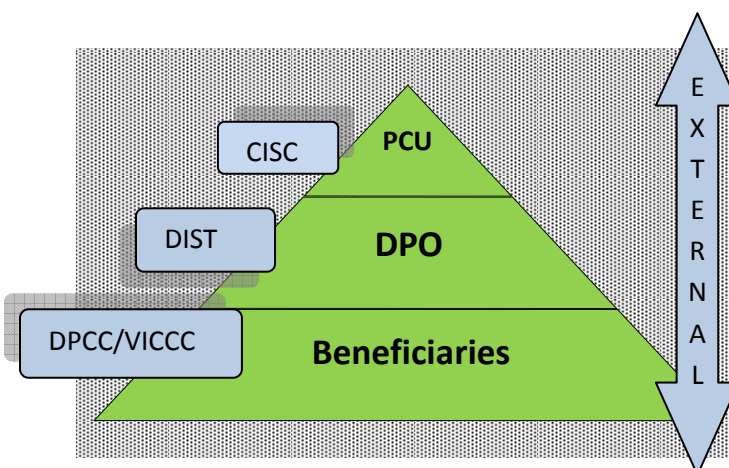 CISC
PCU
DIST
DPO
DPCC/VICCC
Beneficiaries
E
X
T
E
R
N
A
L